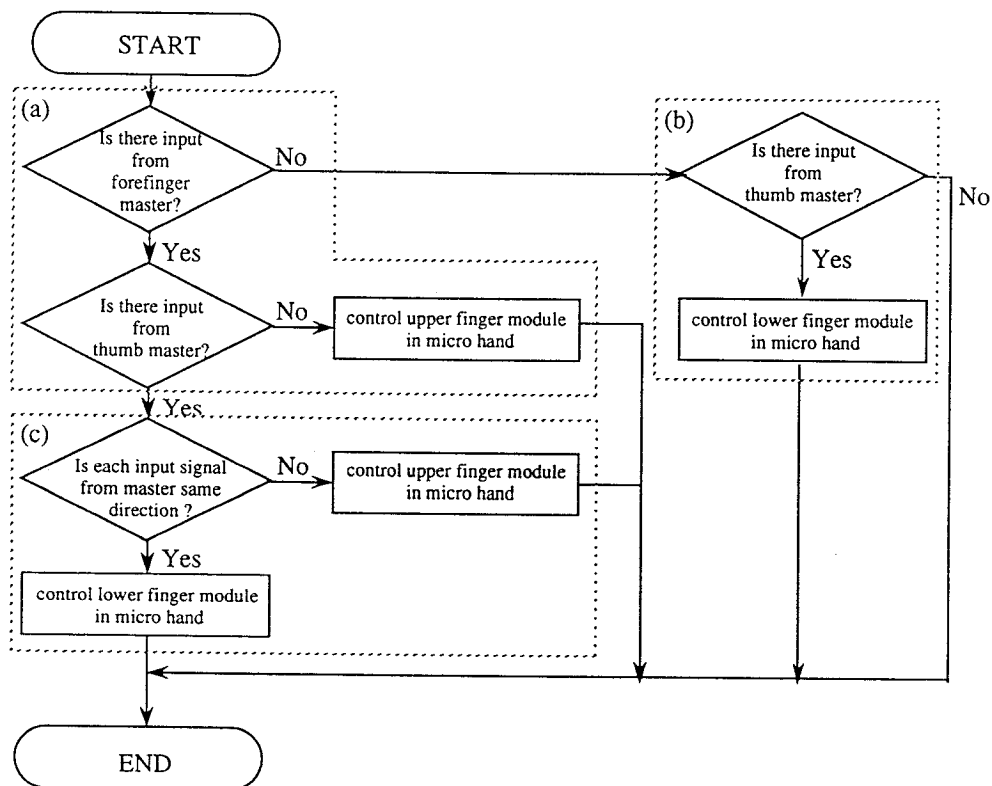 START
(a)
Is there input
from
forefinger
master?
No
Yes
(b)
Is there input
from
thumb master?
No
Yes
control lower finger module
in micro hand
Is there input
from
thumb master?
No
control upper finger module
in micro hand
Yes
(c)
Is each input signal
from master same
direction ?
No
control upper finger module
in micro hand
Yes
control lower finger module
in micro hand
END